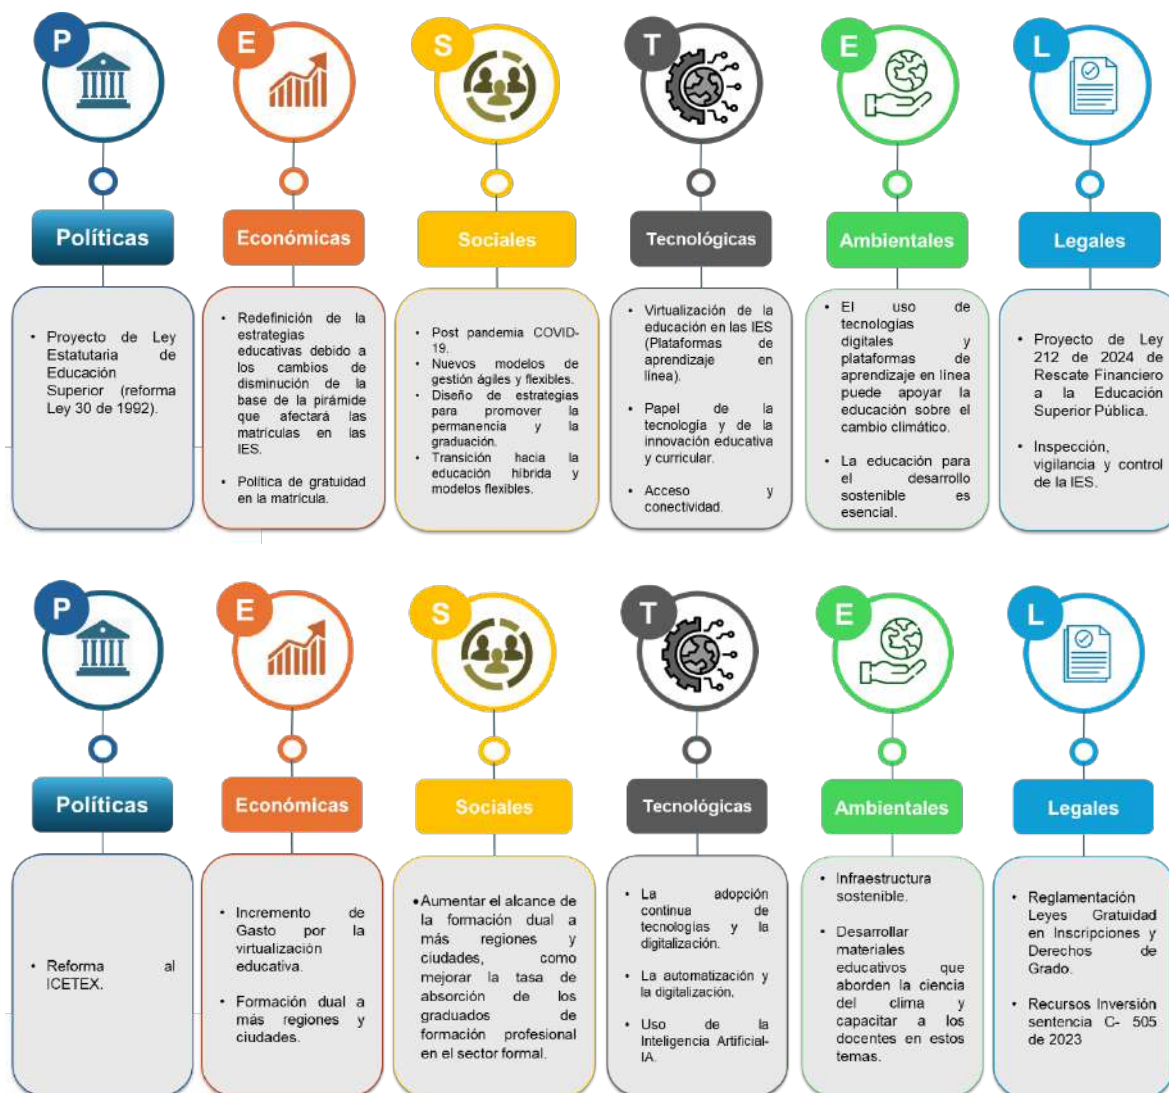 P
E
S
T
E
L
Políticas
Económicas
Sociales
Tecnológicas
Ambientales
Legales
• Proyecto de Ley
Estatutaria de
Educación
Superior (reforma
Ley 30 de 1992).
• Redefinición de la
estrategias
educativas debido a
los cambios de
disminución de la
base de la pirámide
que afectará las
matrículas en las
IES.
• Política de gratuidad
en la matrícula.
• Post pandemia COVID-
19.
• Nuevos modelos de
gestión ágiles y flexibles.
• Diseño de estrategias
para promover la
permanencia y la
graduación.
• Transición hacia la
educación híbrida y
modelos flexibles.
• Virtualización de la
educación en las IES
(Plataformas de
aprendizaje en
línea).
• Papel de la
tecnología y de la
innovación educativa
y curricular.
• Acceso y
conectividad.
• El uso de
tecnologías
digitales y
plataformas de
aprendizaje en línea
puede apoyar la
educación sobre el
cambio climático.
• La educación para
el desarrollo
sostenible es
esencial.
• Proyecto de Ley
212 de 2024 de
Rescate Financiero
a la Educación
Superior Pública.
• Inspección,
vigilancia y control
de la IES.
P
E
S
T
E
L
Políticas
Económicas
Sociales
Tecnológicas
Ambientales
Legales
• Reforma al
ICETEX.
• Incremento de
Gasto por la
virtualización
educativa.
• Formación dual a
más regiones y
ciudades.
•Aumentar el alcance de
la formación dual a
más regiones y
ciudades, como
mejorar la tasa de
absorción de los
graduados de
formación profesional
en el sector formal.
• La adopción
continua de
tecnologías y la
digitalización.
• La automatización y
la digitalización.
• Uso de la
Inteligencia Artificial-
IA.
• Infraestructura
sostenible.
• Desarrollar
materiales
educativos que
aborden la ciencia
del clima y
capacitar a los
docentes en estos
temas.
• Reglamentación
Leyes Gratuidad
en Inscripciones y
Derechos de
Grado.
• Recursos Inversión
sentencia C- 505
de 2023